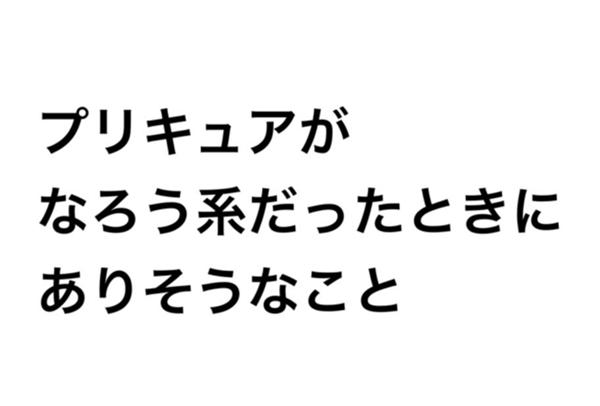 プリキュアが
なろう系だったときに
ありそうなこと